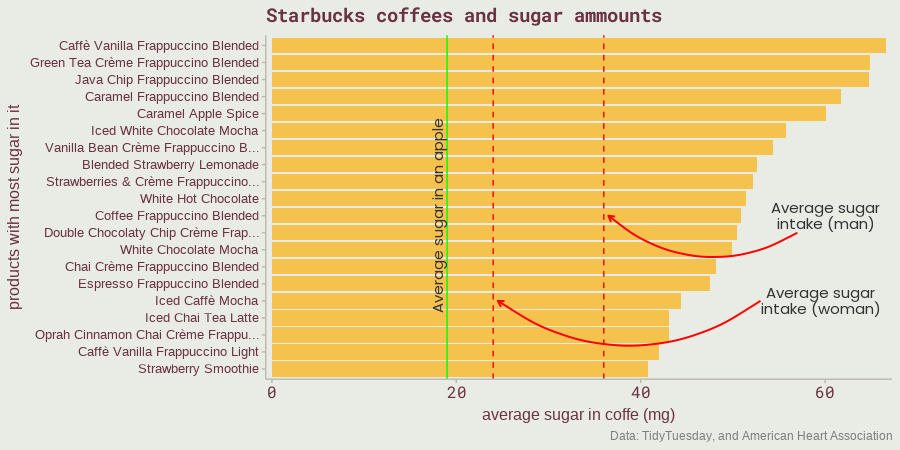 Starbucks coffees and sugar ammounts
products with most sugar in it
Caffè Vanilla Frappuccino Blended
Green Tea Crème Frappuccino Blended
Java Chip Frappuccino Blended
Caramel Frappuccino Blended
Caramel Apple Spice
Iced White Chocolate Mocha
Vanilla Bean Crème Frappuccino B...
Blended Strawberry Lemonade
Strawberries & Crème Frappuccino...
White Hot Chocolate
Coffee Frappuccino Blended
Double Chocolaty Chip Crème Frap...
White Chocolate Mocha
Chai Crème Frappuccino Blended
Espresso Frappuccino Blended
Iced Caffè Mocha
Iced Chai Tea Latte
Oprah Cinnamon Chai Crème Frappu...
Caffè Vanilla Frappuccino Light
Strawberry Smoothie
Average sugar in an apple
Average sugar
intake (man)
Average sugar
intake (woman)
0 20 40 60
average sugar in coffe (mg)
Data: TidyTuesday, and American Heart Association